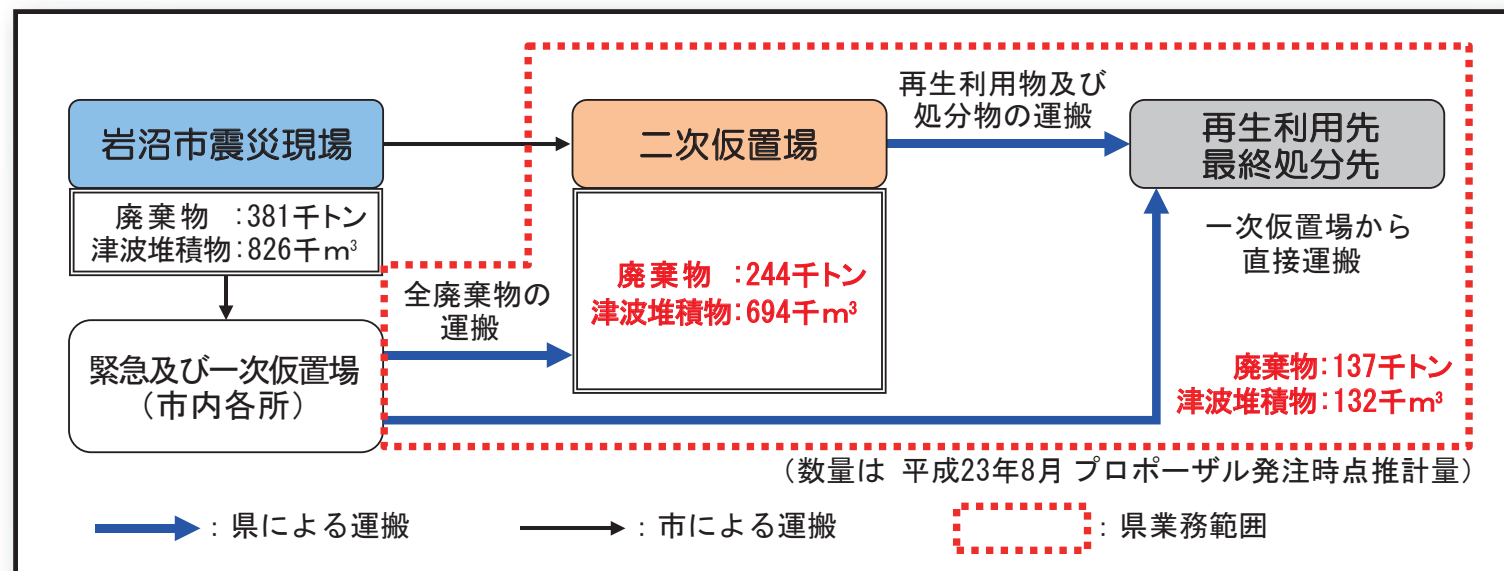 岩沼市震災現場
廃棄物 :381千トン
津波堆積物:826千m³
緊急及び一次仮置場
(市内各所)
全廃棄物の
運搬
二次仮置場
廃棄物 :244千トン
津波堆積物:694千m³
再生利用物及び
処分物の運搬
再生利用先
最終処分先
一次仮置場から
直接運搬
廃棄物:137千トン
津波堆積物:132千m³
(数量は 平成23年8月 プロポーザル発注時点推計量)
:県による運搬
:市による運搬
:県業務範囲